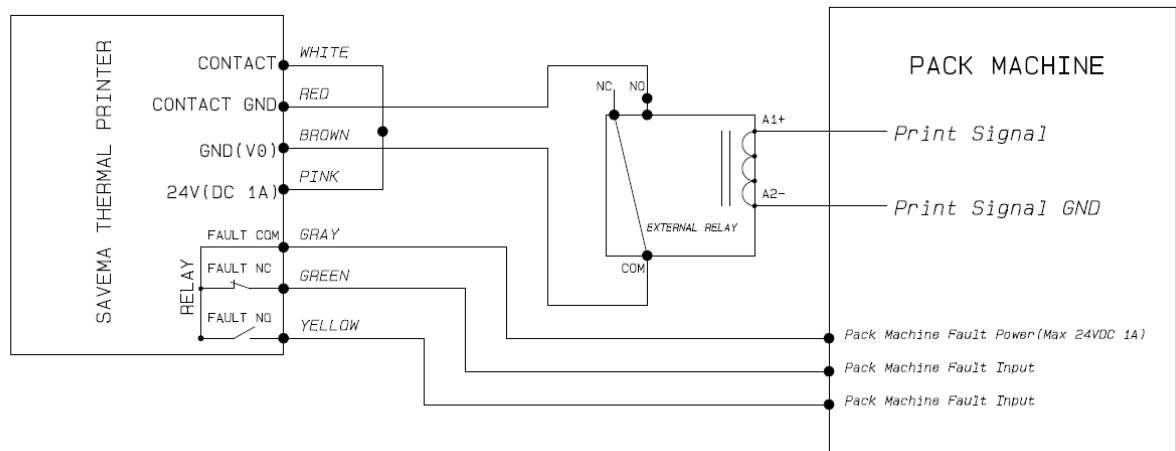 SAVEMA THERMAL PRINTER
CONTACT
WHITE
CONTACT GND
RED
GND(V0)
BROWN
24V(DC 1A)
PINK
RELAY
FAULT COM
GRAY
FAULT NC
GREEN
FAULT NO
YELLOW
NC
NO
A1+
A2-
EXTERNAL RELAY
COM
PACK MACHINE
Print Signal
Print Signal GND
Pack Machine Fault Power(Max 24VDC 1A)
Pack Machine Fault Input
Pack Machine Fault Input